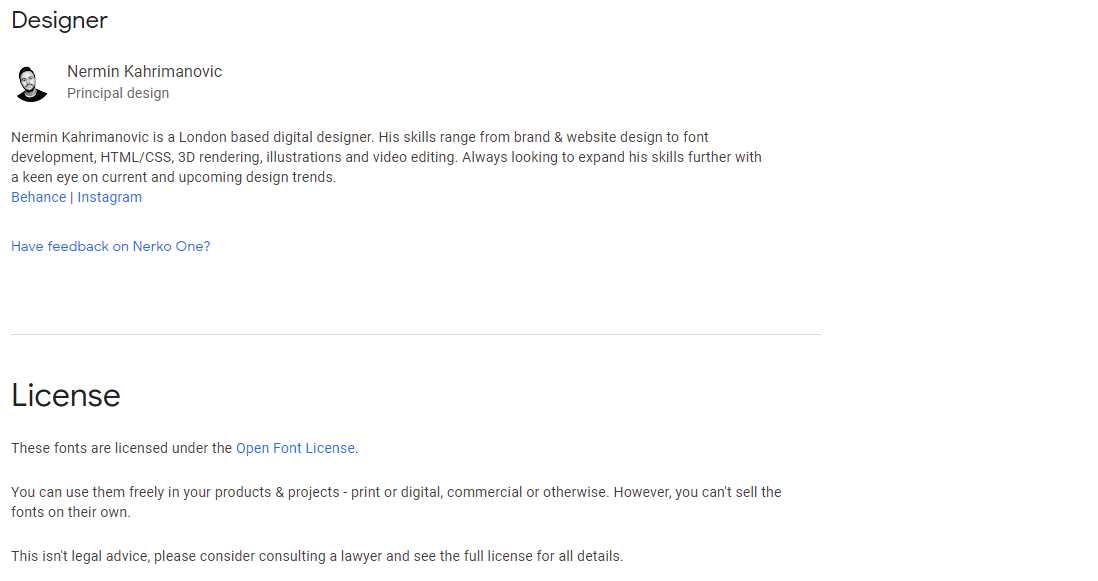 Designer
Nermin Kahrimanovic
Principal design
Nermin Kahrimanovic is a London based digital designer. His skills range from brand & website design to font
development, HTML/CSS, 3D rendering, illustrations and video editing. Always looking to expand his skills further with
a keen eye on current and upcoming design trends.
Behance | Instagram
Have feedback on Nerko One?
License
These fonts are licensed under the Open Font License.
You can use them freely in your products & projects - print or digital, commercial or otherwise. However, you can't sell the
fonts on their own.
This isn't legal advice, please consider consulting a lawyer and see the full license for all details.